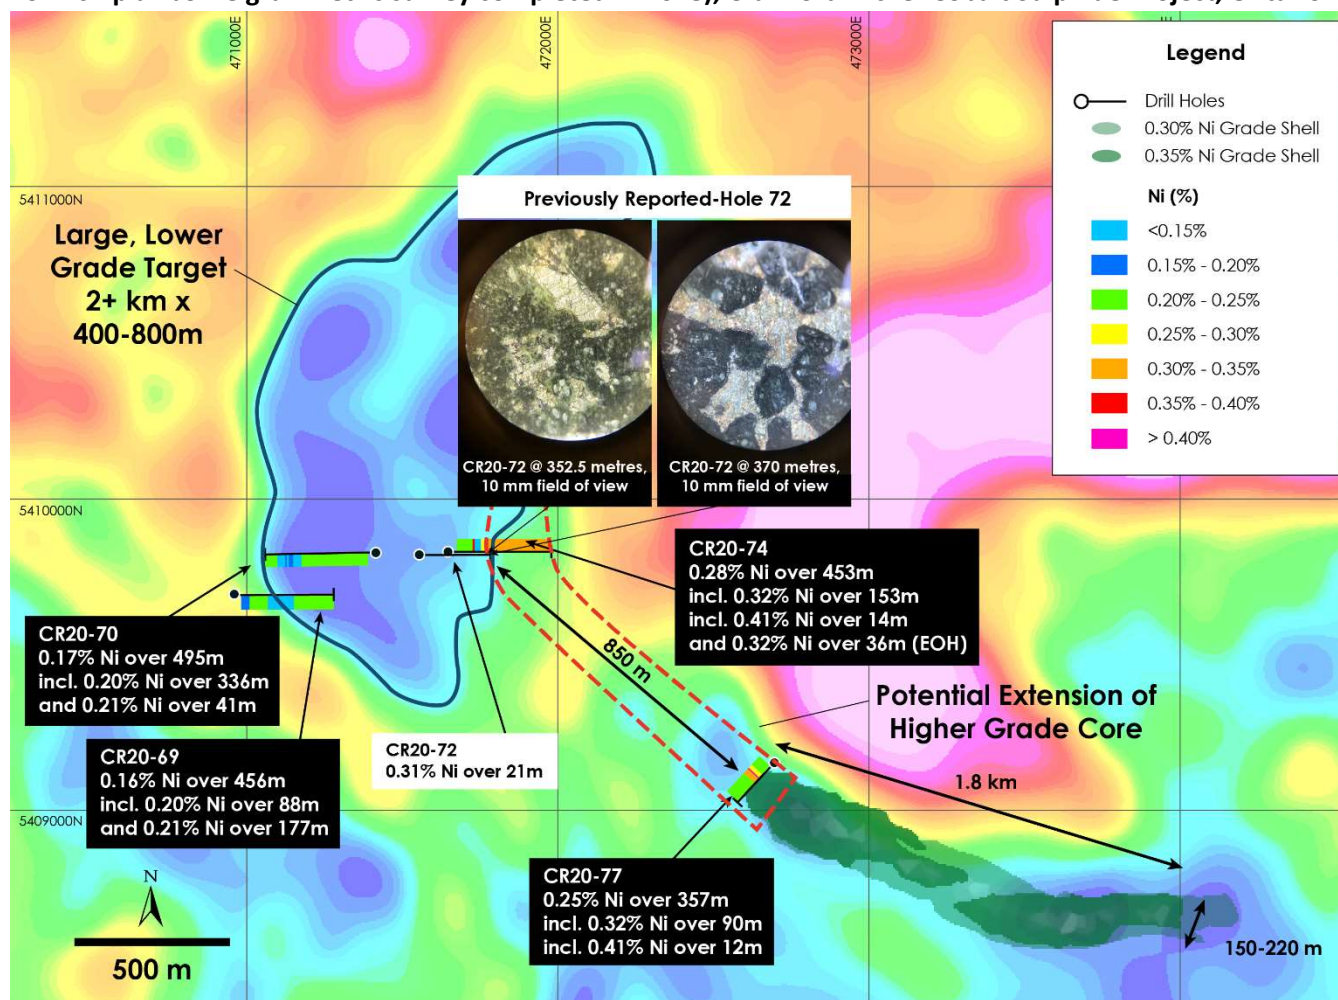 471000E
472000E
473000E
Legend
Drill Holes
0.30% Ni Grade Shell
0.35% Ni Grade Shell
Ni (%)
<0.15%
0.15% - 0.20%
0.20% - 0.25%
0.25% - 0.30%
0.30% - 0.35%
0.35% - 0.40%
> 0.40%
5411000N
Large, Lower
Grade Target
2+ km x
400-800m
Previously Reported-Hole 72
CR20-72 @ 352.5 metres,
10 mm field of view
CR20-72 @ 370 metres,
10 mm field of view
5410000N
CR20-74
0.28% Ni over 453m
incl. 0.32% Ni over 153m
incl. 0.41% Ni over 14m
and 0.32% Ni over 36m (EOH)
CR20-70
0.17% Ni over 495m
incl. 0.20% Ni over 336m
and 0.21% Ni over 41m
850 m
Potential Extension of
Higher Grade Core
CR20-69
0.16% Ni over 456m
incl. 0.20% Ni over 88m
and 0.21% Ni over 177m
CR20-72
0.31% Ni over 21m
1.8 km
5409000N
CR20-77
0.25% Ni over 357m
incl. 0.32% Ni over 90m
incl. 0.41% Ni over 12m
N
500 m
150-220 m